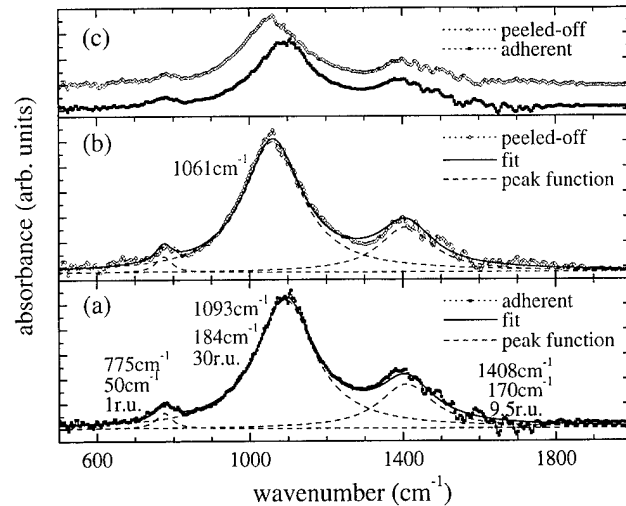 (c)
peeled-off
adherent
(b)
peeled-off
fit
peak function
1061cm⁻¹
(a)
adherent
fit
peak function
1093cm⁻¹
184cm⁻¹
30r.u.
775cm⁻¹
50cm⁻¹
1r.u.
1408cm⁻¹
170cm⁻¹
9.5r.u.
absorbance (arb. units)
600 1000 1400 1800
wavenumber (cm⁻¹)